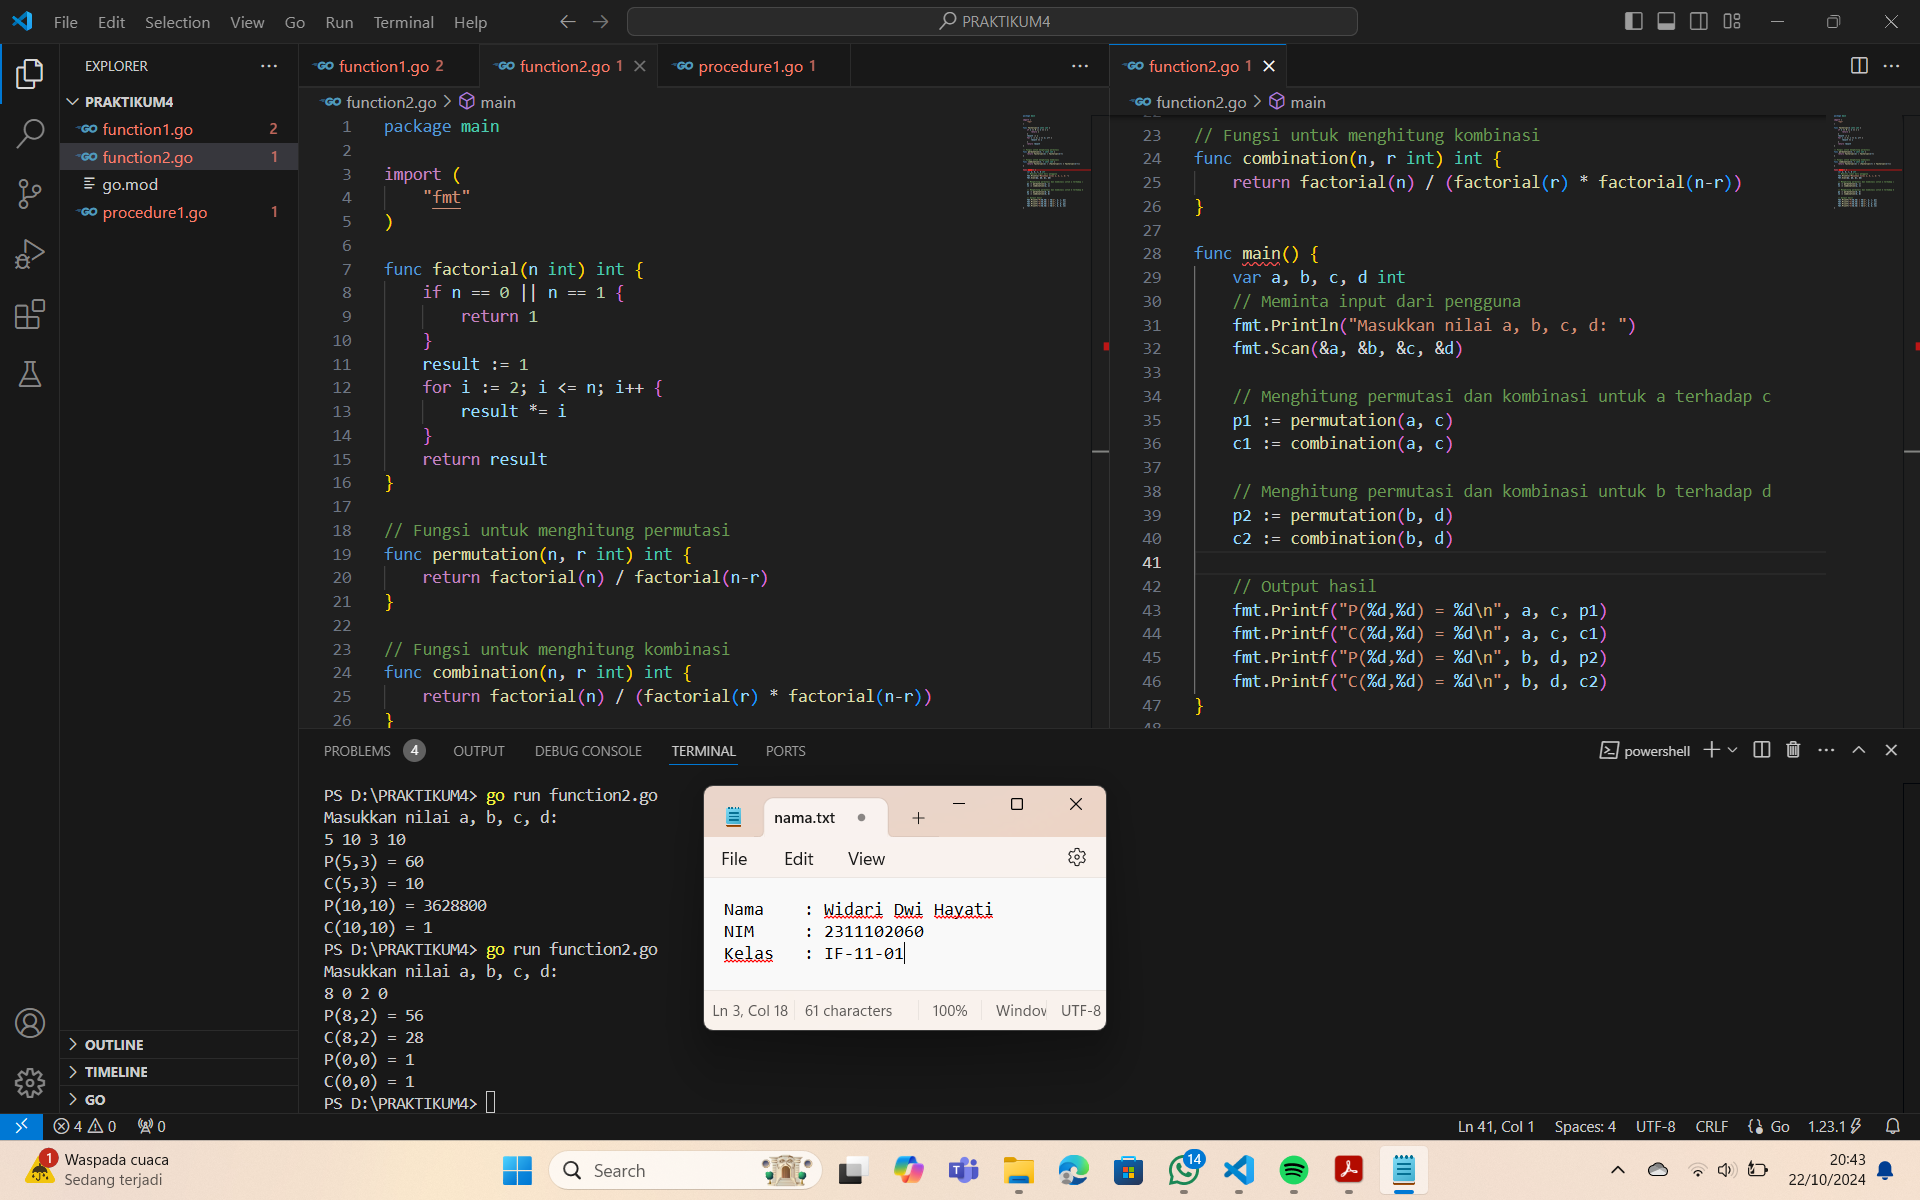 File Edit Selection View Go Run Terminal Help
PRAKTIKUM4
EXPLORER
PRAKTIKUM4
function1.go 2
function2.go 1
go.mod
procedure1.go 1
OUTLINE
TIMELINE
GO
function1.go 2
function2.go 1
procedure1.go 1
function2.go > main
1 package main
2
3 import (
4 "fmt"
5 )
6
7 func factorial(n int) int {
8 if n == 0 || n == 1 {
9 return 1
10 }
11 result := 1
12 for i := 2; i <= n; i++ {
13 result *= i
14 }
15 return result
16 }
17
18 // Fungsi untuk menghitung permutasi
19 func permutation(n, r int) int {
20 return factorial(n) / factorial(n-r)
21 }
22
23 // Fungsi untuk menghitung kombinasi
24 func combination(n, r int) int {
25 return factorial(n) / (factorial(r) * factorial(n-r))
26 }
function2.go 1
function2.go > main
23 // Fungsi untuk menghitung kombinasi
24 func combination(n, r int) int {
25 return factorial(n) / (factorial(r) * factorial(n-r))
26 }
27
28 func main() {
29 var a, b, c, d int
30 // Meminta input dari pengguna
31 fmt.Println("Masukkan nilai a, b, c, d: ")
32 fmt.Scan(&a, &b, &c, &d)
33
34 // Menghitung permutasi dan kombinasi untuk a terhadap c
35 p1 := permutation(a, c)
36 c1 := combination(a, c)
37
38 // Menghitung permutasi dan kombinasi untuk b terhadap d
39 p2 := permutation(b, d)
40 c2 := combination(b, d)
41
42 // Output hasil
43 fmt.Printf("P(%d,%d) = %d\n", a, c, p1)
44 fmt.Printf("C(%d,%d) = %d\n", a, c, c1)
45 fmt.Printf("P(%d,%d) = %d\n", b, d, p2)
46 fmt.Printf("C(%d,%d) = %d\n", b, d, c2)
47 }
PROBLEMS 4 OUTPUT DEBUG CONSOLE TERMINAL PORTS
powershell
PS D:\PRAKTIKUM4> go run function2.go
Masukkan nilai a, b, c, d:
5 10 3 10
P(5,3) = 60
C(5,3) = 10
P(10,10) = 3628800
C(10,10) = 1
PS D:\PRAKTIKUM4> go run function2.go
Masukkan nilai a, b, c, d:
8 0 2 0
P(8,2) = 56
C(8,2) = 28
P(0,0) = 1
C(0,0) = 1
PS D:\PRAKTIKUM4>
nama.txt
File Edit View
Nama : Widari Dwi Hayati
NIM : 2311102060
Kelas : IF-11-01
Ln 3, Col 18 61 characters 100% Window UTF-8
4 0 0
Ln 41, Col 1 Spaces: 4 UTF-8 CRLF Go 1.23.1
1
Waspada cuaca
Sedang terjadi
Search
14
20:43
22/10/2024